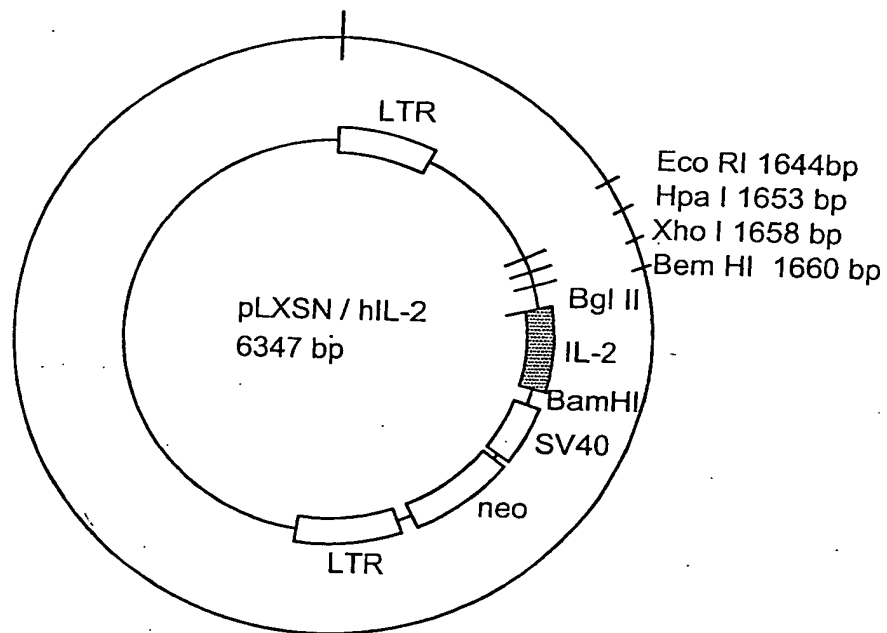 LTR
Eco RI 1644bp
Hpa I 1653 bp
Xho I 1658 bp
Bem HI 1660 bp
Bgl II
pLXSN / hIL-2
6347 bp
IL-2
BamHI
SV40
neo
LTR